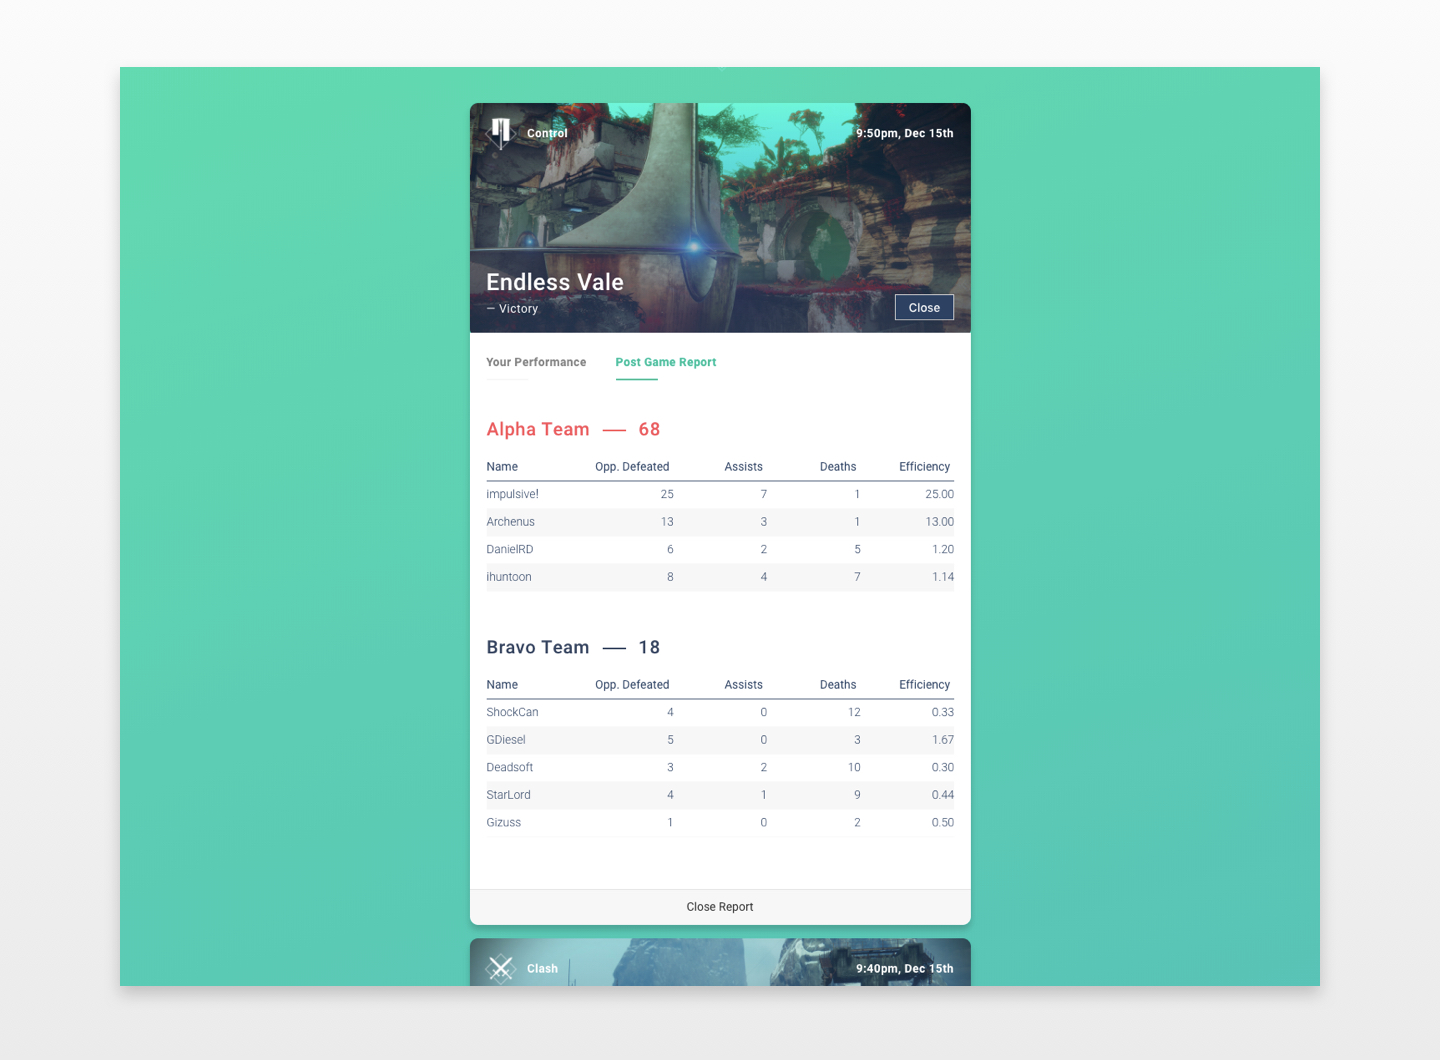 Control 9:50pm, Dec 15th
Endless Vale
– Victory
Close
Your Performance Post Game Report
Alpha Team — 68
Name Opp. Defeated Assists Deaths Efficiency
impulsive! 25 7 1 25.00
Archenus 13 3 1 13.00
DanielRD 6 2 5 1.20
ihuntoon 8 4 7 1.14
Bravo Team — 18
Name Opp. Defeated Assists Deaths Efficiency
ShockCan 4 0 12 0.33
GDiesel 5 0 3 1.67
Deadsoft 3 2 10 0.30
StarLord 4 1 9 0.44
Gizuss 1 0 2 0.50
Close Report
Clash 9:40pm, Dec 15th